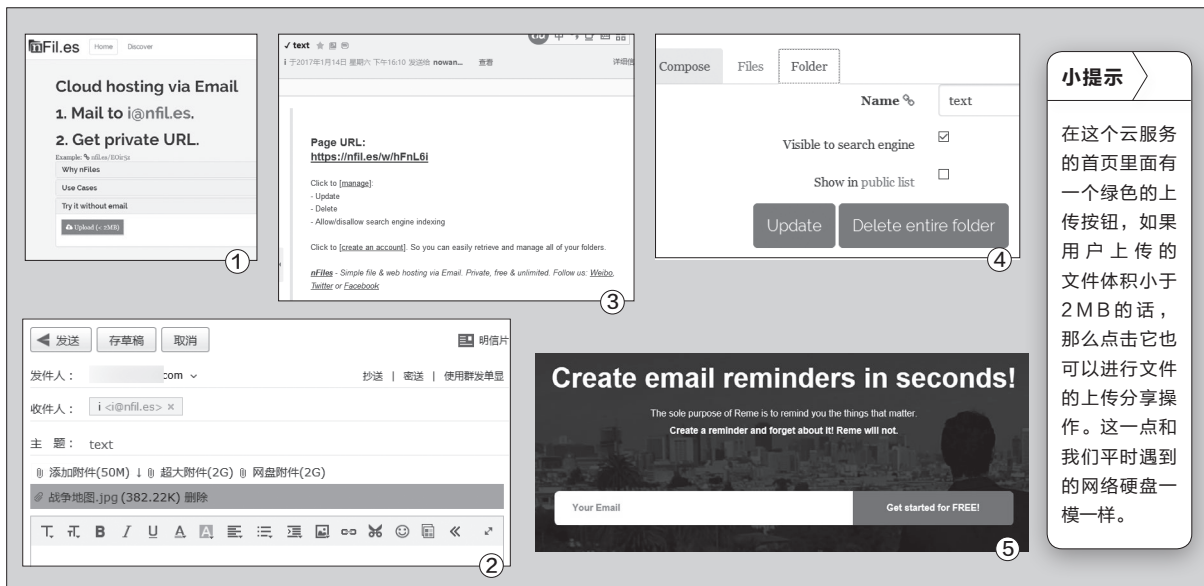 nFil.es Home Discover
Cloud hosting via Email
1. Mail to i@nfil.es.
2. Get private URL.
Example: nfil.es/EOir52
Why nFiles
Use Cases
Try it without email
Upload (< 2MB)
①
✓ text
i 于2017年1月14日 星期六 下午16:10 发送给 nowan... 查看 详细信
Page URL:
https://nfil.es/w/hFnL6i
Click to [manage]:
- Update
- Delete
- Allow/disallow search engine indexing
Click to [create an account]. So you can easily retrieve and manage all of your folders.
nFiles - Simple file & web hosting via Email. Private, free & unlimited. Follow us: Weibo,
Twitter or Facebook
③
Compose Files Folder
Name text
Visible to search engine
Show in public list
Update Delete entire folder
④
发送 存草稿 取消 明信片
发件人： com 抄送 | 密送 | 使用群发单显
收件人： i <i@nfil.es> ×
主 题： text
添加附件(50M) ↓ 超大附件(2G) 网盘附件(2G)
战争地图.jpg (382.22K) 删除
②
Create email reminders in seconds!
The sole purpose of Reme is to remind you the things that matter.
Create a reminder and forget about it! Reme will not.
Your Email Get started for FREE!
⑤
小提示
在这个云服务
的首页里面有
一个绿色的上
传按钮，如果
用户上传的
文件体积小于
2MB的话，
那么点击它也
可以进行文件
的上传分享操
作。这一点和
我们平时遇到
的网络硬盘一
模一样。